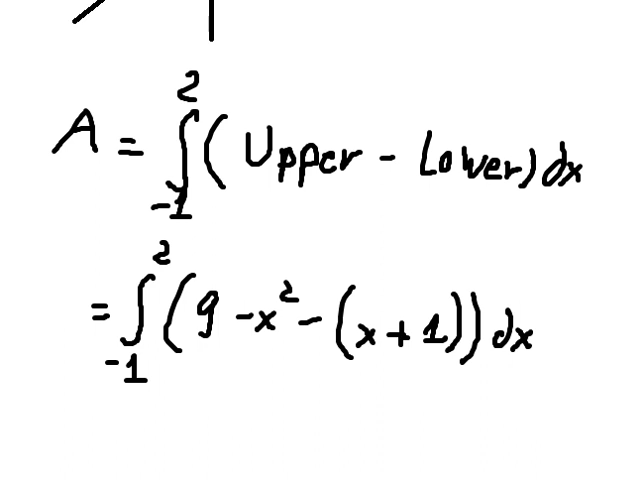 A = ∫₋₁² (Upper - Lower) dx
= ∫₋₁² (9 - x² - (x + 1)) dx